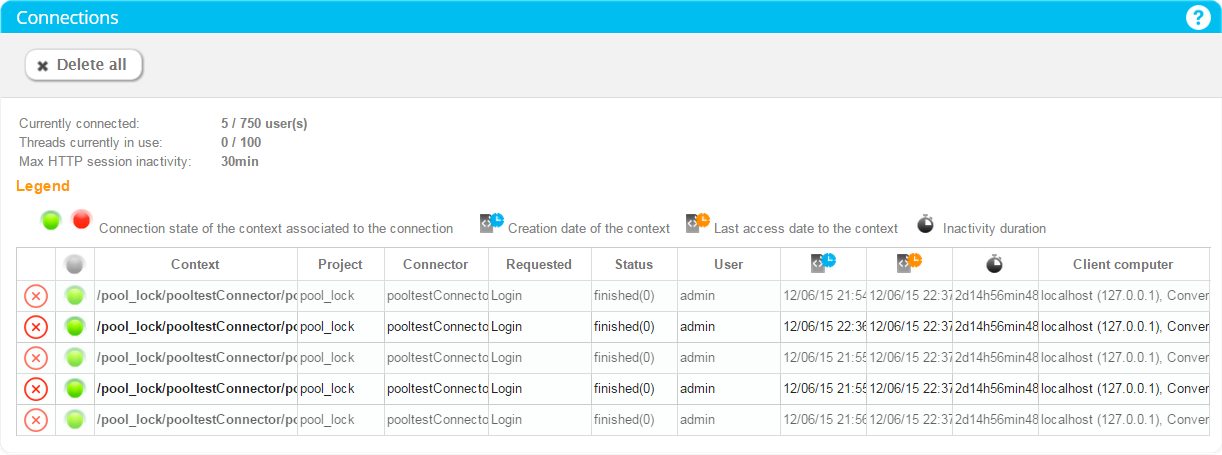 Connections ?
Delete all
Currently connected: 5 / 750 user(s)
Threads currently in use: 0 / 100
Max HTTP session inactivity: 30min
Legend
Connection state of the context associated to the connection Creation date of the context Last access date to the context Inactivity duration
Context Project Connector Requested Status User Client computer
/pool_lock/pooltestConnector/po pool_lock pooltestConnecto Login finished(0) admin 12/06/15 21:54 12/06/15 22:37 2d14h56min48 localhost (127.0.0.1), Conver
/pool_lock/pooltestConnector/po pool_lock pooltestConnecto Login finished(0) admin 12/06/15 22:36 12/06/15 22:37 2d14h56min48 localhost (127.0.0.1), Conver
/pool_lock/pooltestConnector/po pool_lock pooltestConnecto Login finished(0) admin 12/06/15 21:55 12/06/15 22:37 2d14h56min48 localhost (127.0.0.1), Conver
/pool_lock/pooltestConnector/po pool_lock pooltestConnecto Login finished(0) admin 12/06/15 21:55 12/06/15 22:37 2d14h56min48 localhost (127.0.0.1), Conver
/pool_lock/pooltestConnector/po pool_lock pooltestConnecto Login finished(0) admin 12/06/15 21:56 12/06/15 22:37 2d14h56min48 localhost (127.0.0.1), Conver